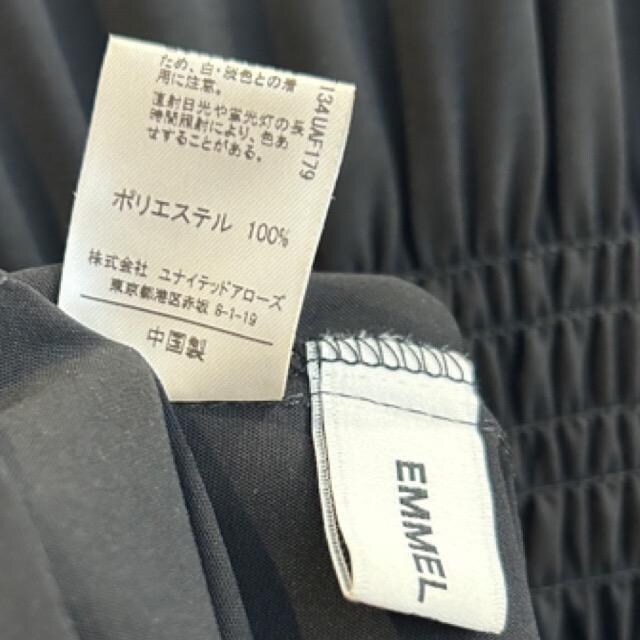 ため、白・淡色との着
用に注意。
直射日光や蛍光灯の長
時間照射により、色あ
せすることがある。
134UAF179
ポリエステル 100%
株式会社 ユナイテッドアローズ
東京都港区赤坂 8-1-19
中国製
EMMEL